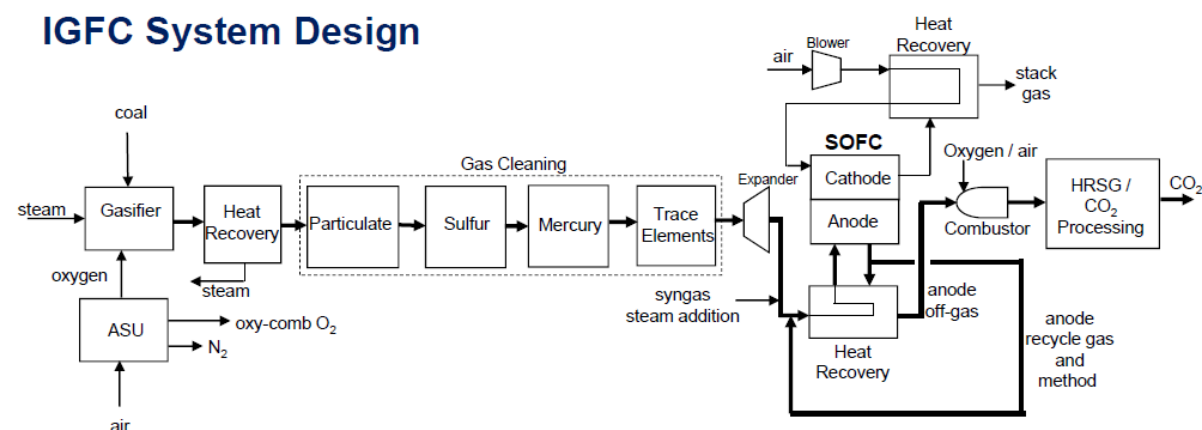 IGFC System Design
coal
steam
Gasifier
oxygen
ASU
air
oxy-comb O₂
N₂
Heat
Recovery
steam
Gas Cleaning
Particulate
Sulfur
Mercury
Trace
Elements
Expander
syngas
steam addition
air
Blower
Heat
Recovery
stack
gas
SOFC
Cathode
Anode
Heat
Recovery
anode
off-gas
anode
recycle gas
and
method
Oxygen / air
Combustor
HRSG /
CO₂
Processing
CO₂